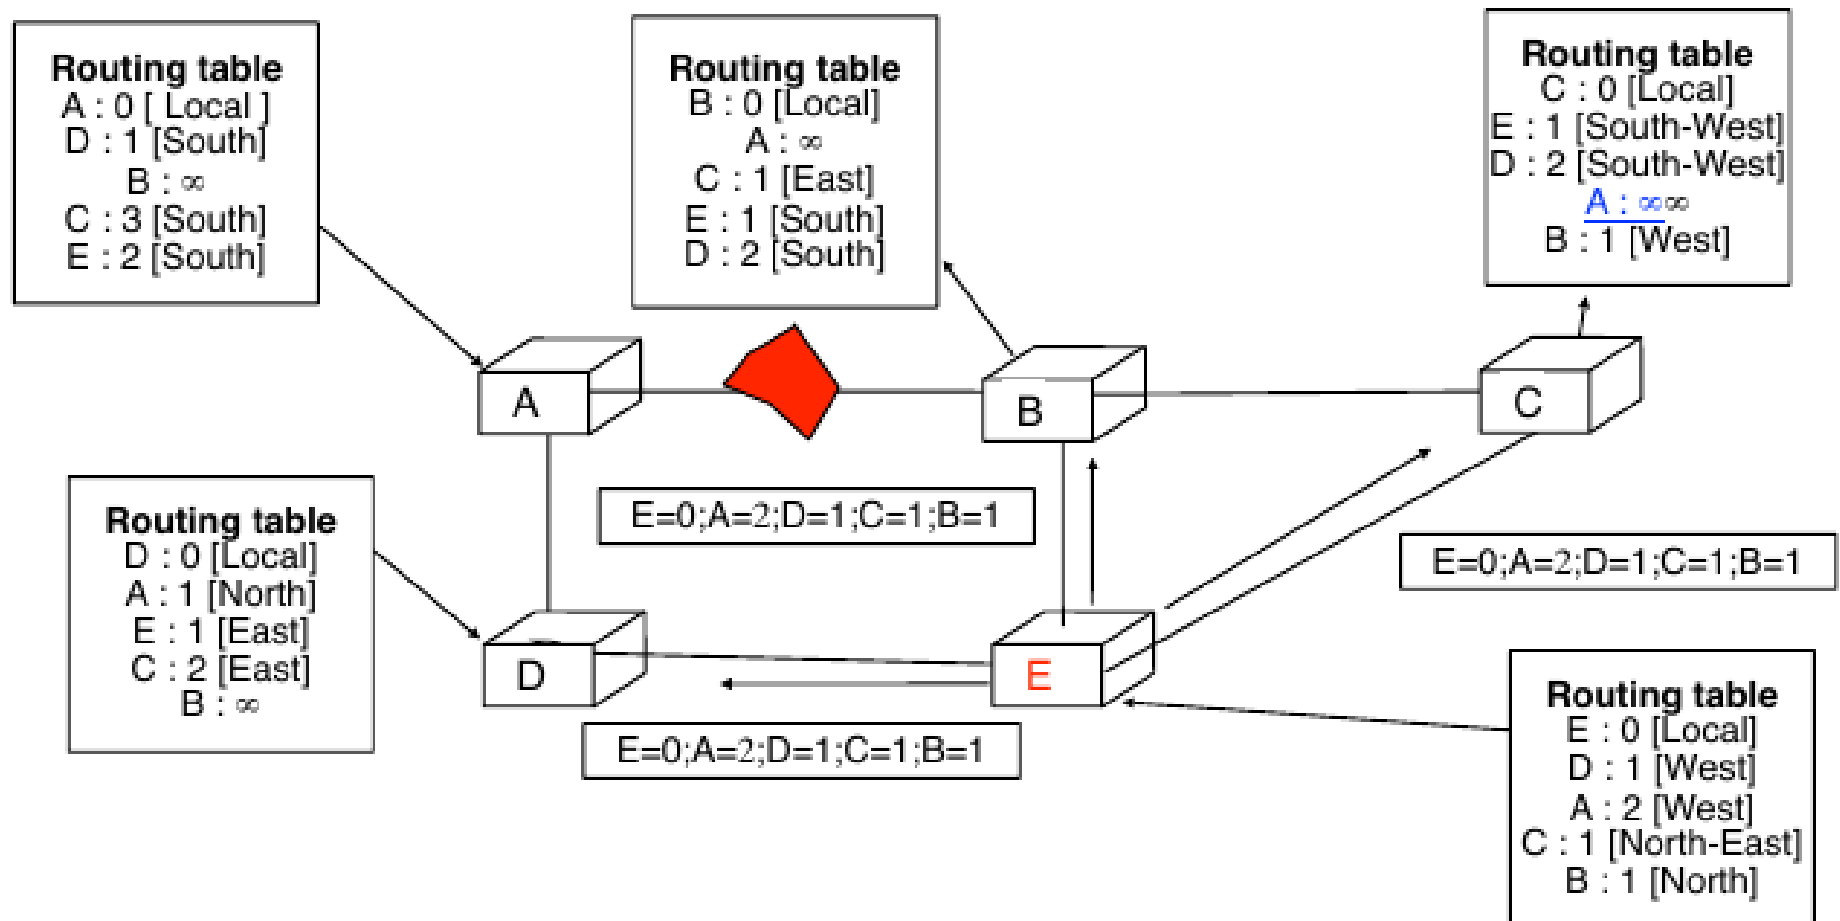 Routing table
A : 0 [ Local ]
D : 1 [South]
B : ∞
C : 3 [South]
E : 2 [South]
Routing table
B : 0 [Local]
A : ∞
C : 1 [East]
E : 1 [South]
D : 2 [South]
Routing table
C : 0 [Local]
E : 1 [South-West]
D : 2 [South-West]
A : ∞∞
B : 1 [West]
A
B
C
E=0;A=2;D=1;C=1;B=1
E=0;A=2;D=1;C=1;B=1
Routing table
D : 0 [Local]
A : 1 [North]
E : 1 [East]
C : 2 [East]
B : ∞
D
E
E=0;A=2;D=1;C=1;B=1
Routing table
E : 0 [Local]
D : 1 [West]
A : 2 [West]
C : 1 [North-East]
B : 1 [North]